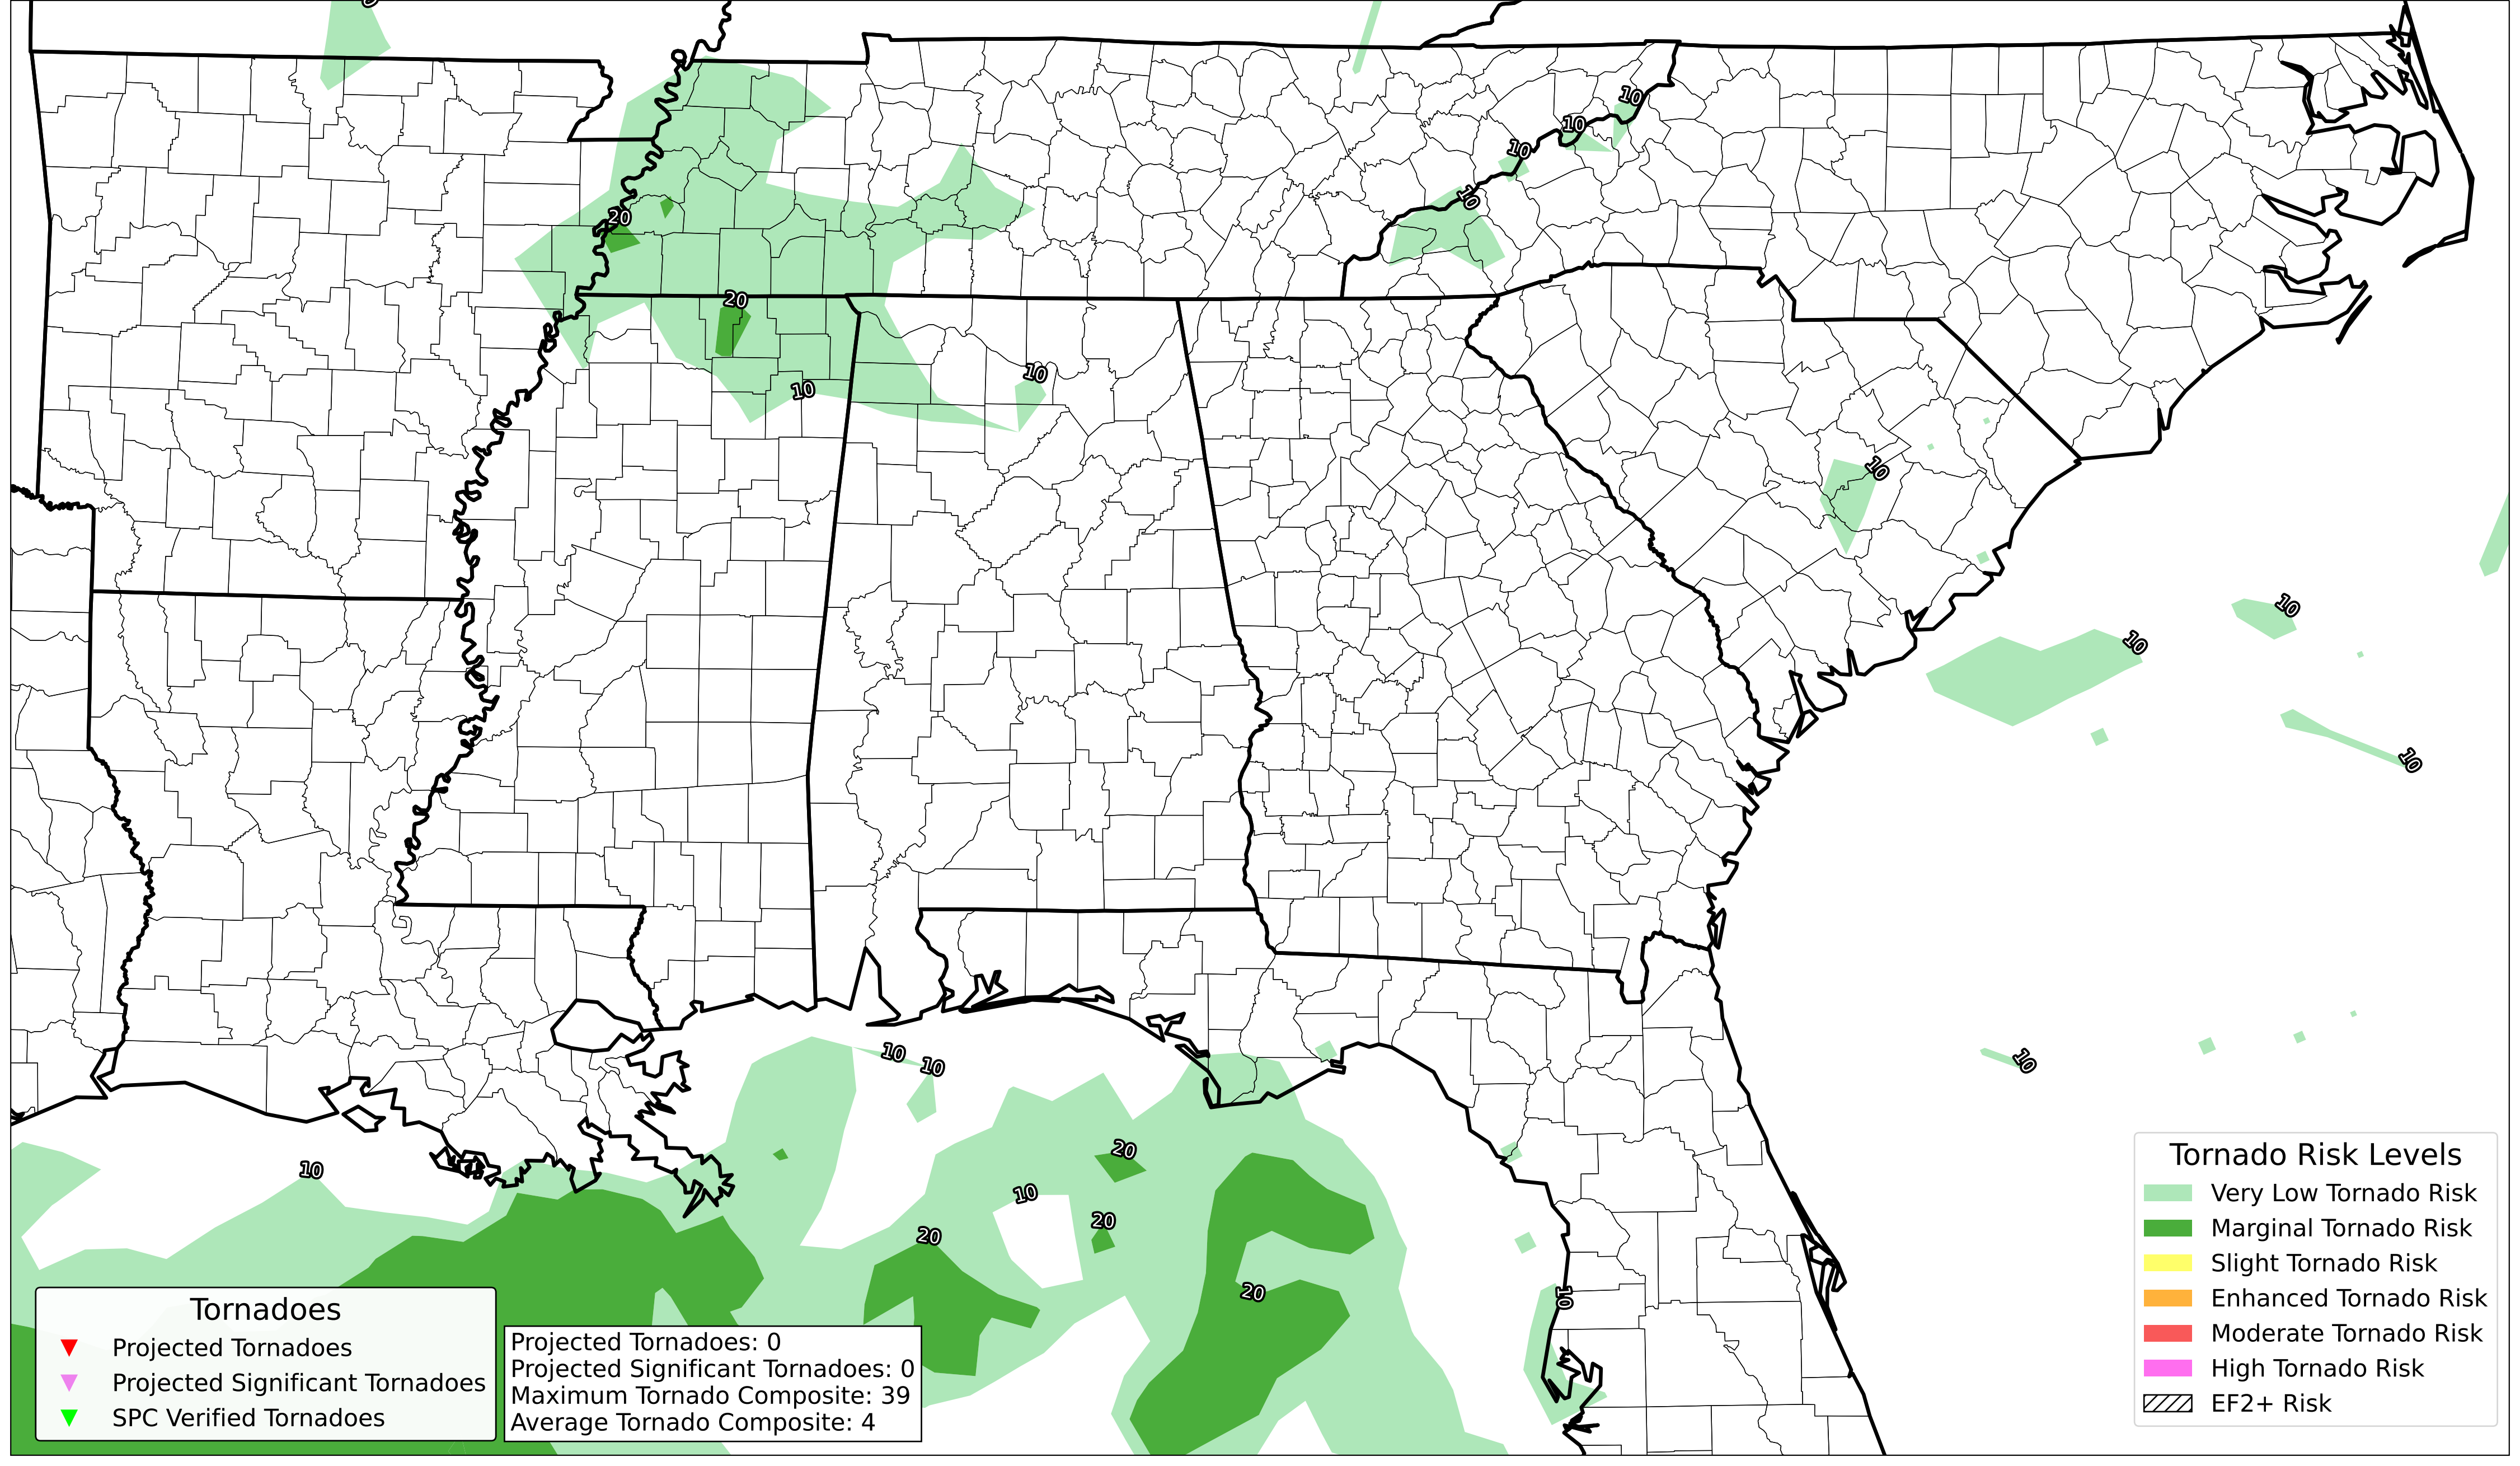 10
10
10
10
20
20
10
10
10
10
10
10
10
10
10
20
10
10
20
20
20
10
10
Tornado Risk Levels
Very Low Tornado Risk
Marginal Tornado Risk
Slight Tornado Risk
Enhanced Tornado Risk
Moderate Tornado Risk
High Tornado Risk
EF2+ Risk
Tornadoes
Projected Tornadoes
Projected Significant Tornadoes
SPC Verified Tornadoes
Projected Tornadoes: 0
Projected Significant Tornadoes: 0
Maximum Tornado Composite: 39
Average Tornado Composite: 4